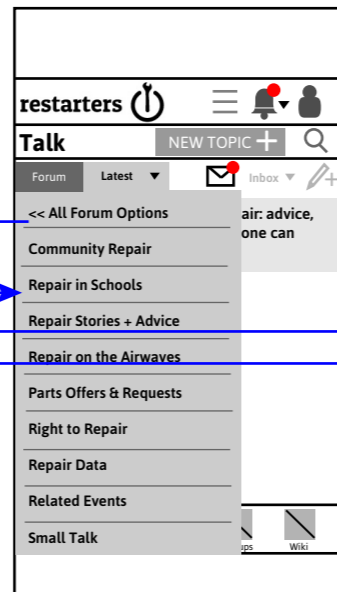 restarters
Talk
NEW TOPIC
Forum Latest ▼ Inbox ▼
<< All Forum Options
air: advice,
one can
Community Repair
Repair in Schools
Repair Stories + Advice
Repair on the Airwaves
Parts Offers & Requests
Right to Repair
Repair Data
Related Events
Small Talk
ups Wiki